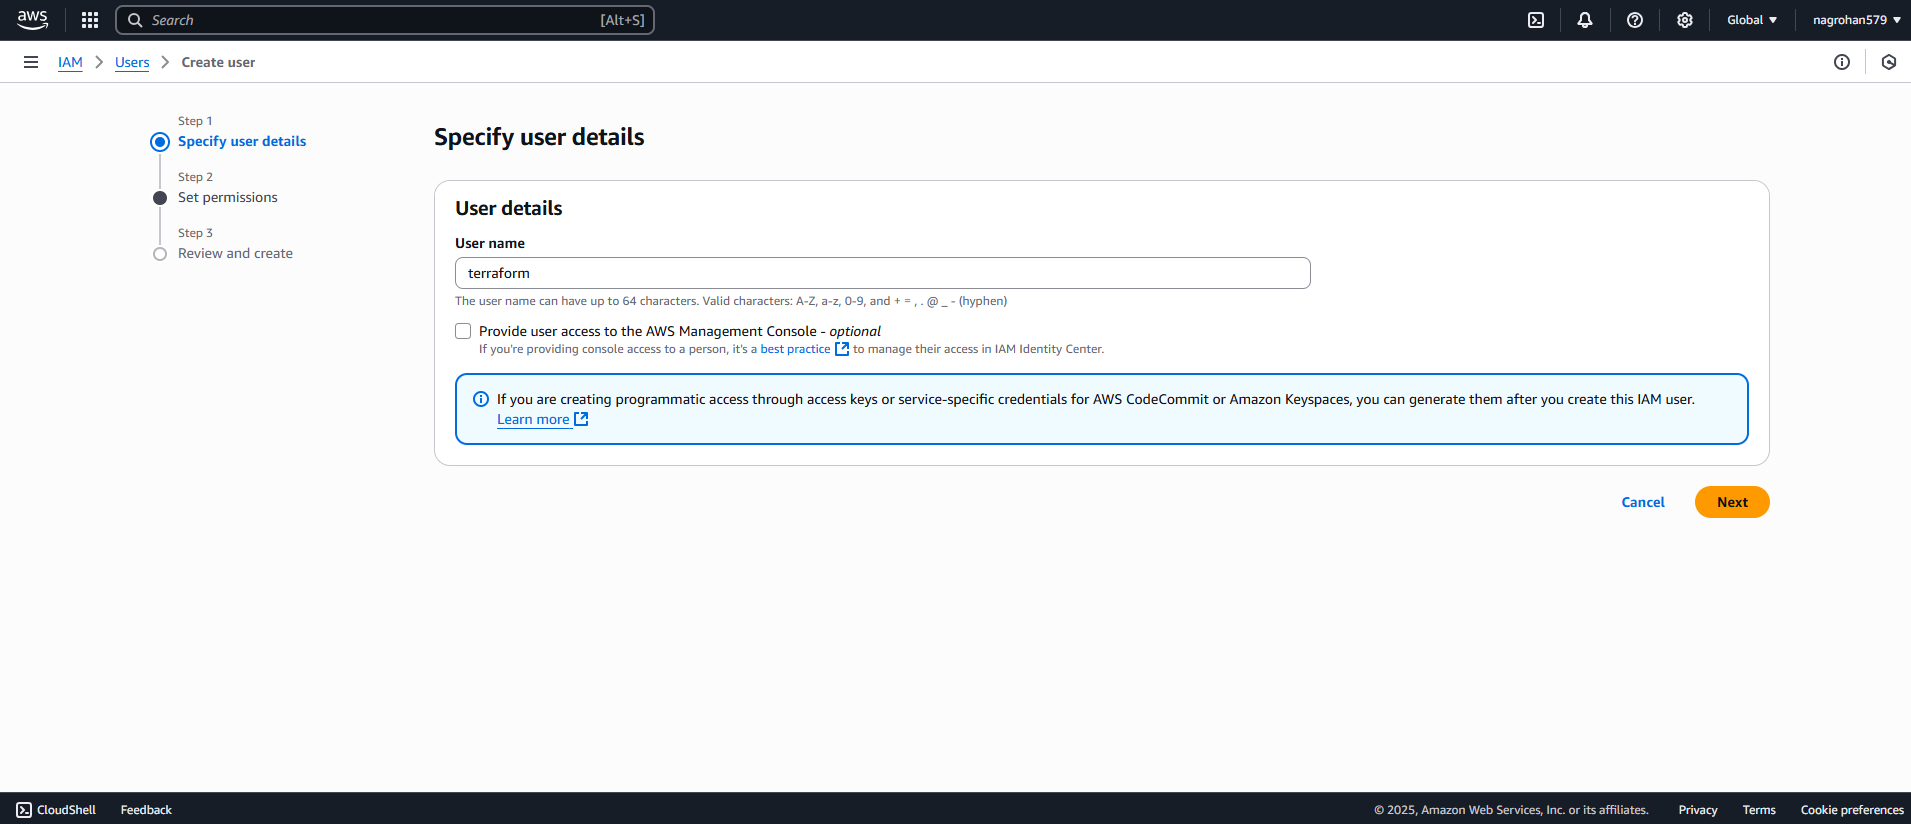 aws
Search [Alt+S]
Global
nagrohan579
IAM Users Create user
Step 1
Specify user details
Step 2
Set permissions
Step 3
Review and create
Specify user details
User details
User name
terraform
The user name can have up to 64 characters. Valid characters: A-Z, a-z, 0-9, and + = , . @ _ - (hyphen)
Provide user access to the AWS Management Console - optional
If you're providing console access to a person, it's a best practice to manage their access in IAM Identity Center.
If you are creating programmatic access through access keys or service-specific credentials for AWS CodeCommit or Amazon Keyspaces, you can generate them after you create this IAM user.
Learn more
Cancel
Next
CloudShell Feedback
© 2025, Amazon Web Services, Inc. or its affiliates. Privacy Terms Cookie preferences